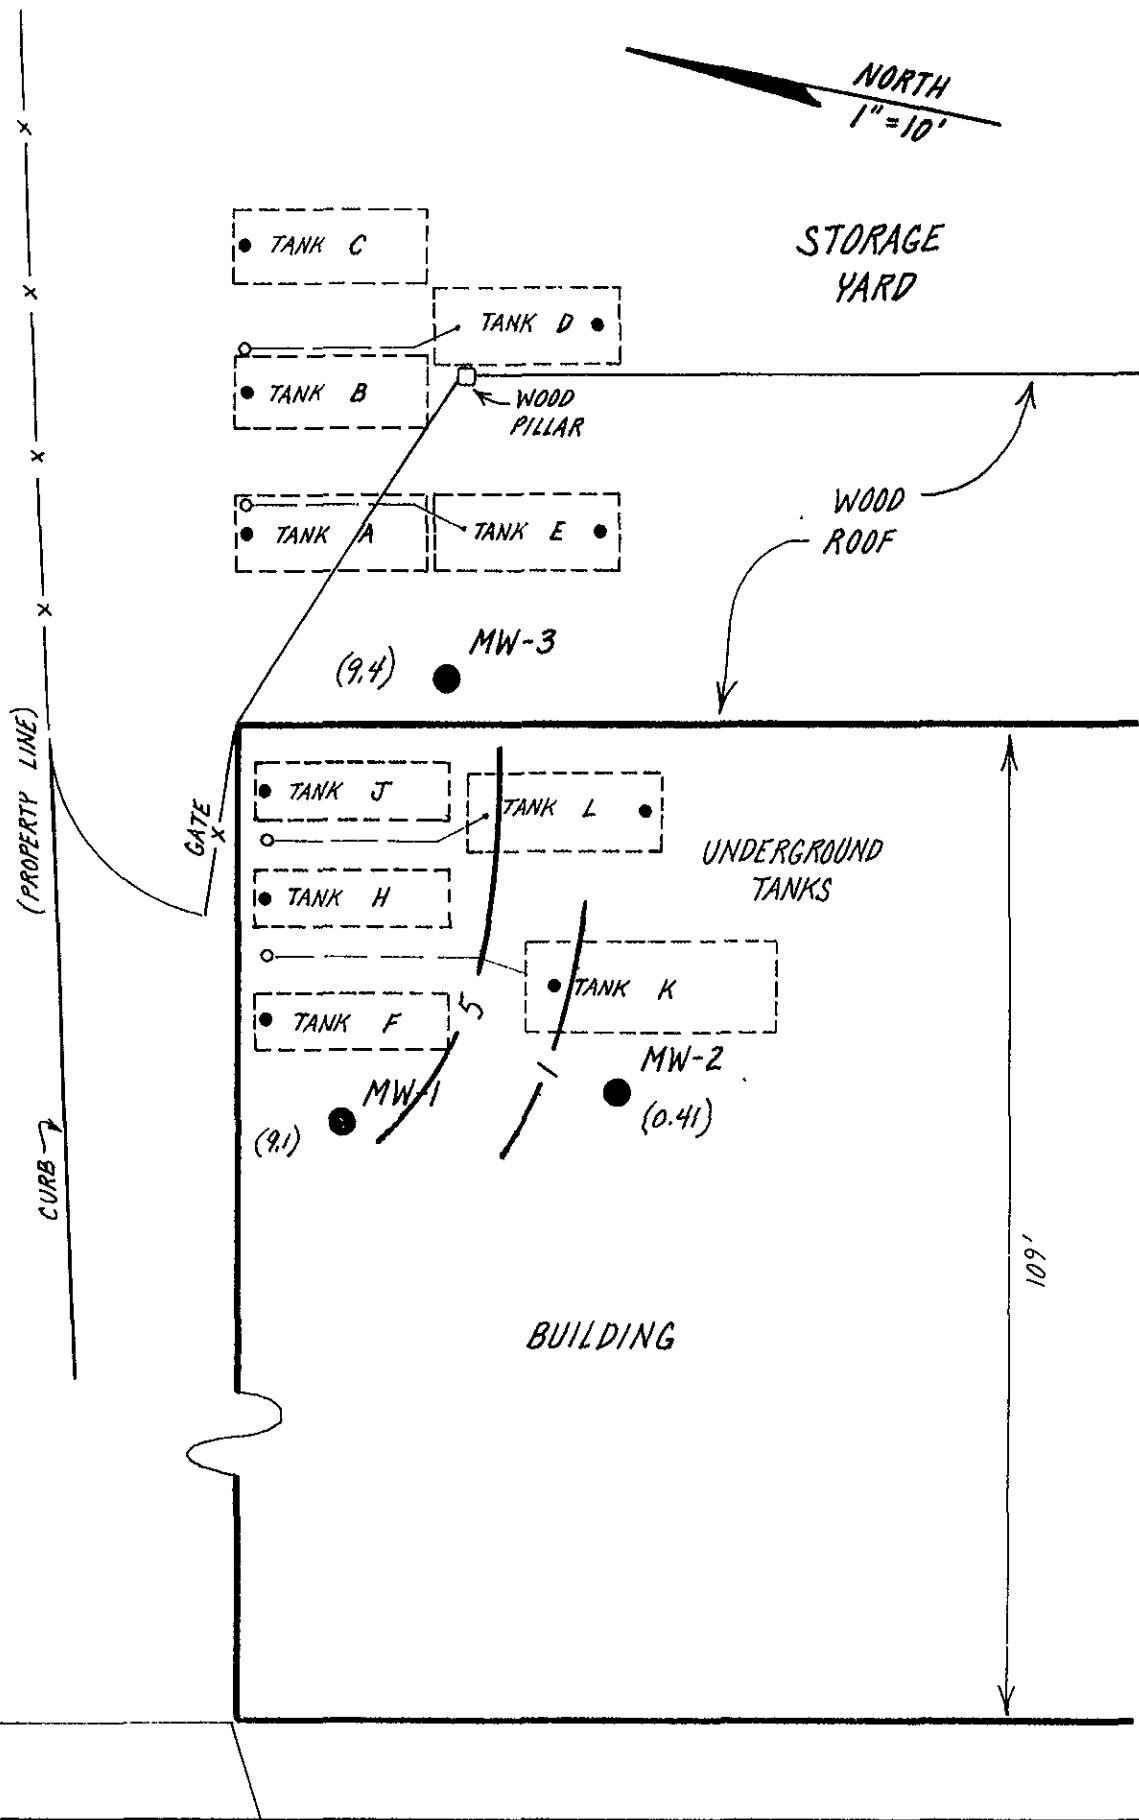 NORTH
1"=10'
STORAGE
YARD
TANK C
TANK D
TANK B
WOOD
PILLAR
WOOD
ROOF
TANK A
TANK E
MW-3
(9.4)
(PROPERTY LINE)
GATE
TANK J
TANK L
UNDERGROUND
TANKS
TANK H
TANK K
5
TANK F
MW-2
1
MW-1
(0.41)
(9.1)
CURB
109'
BUILDING
x
x
x
x
x